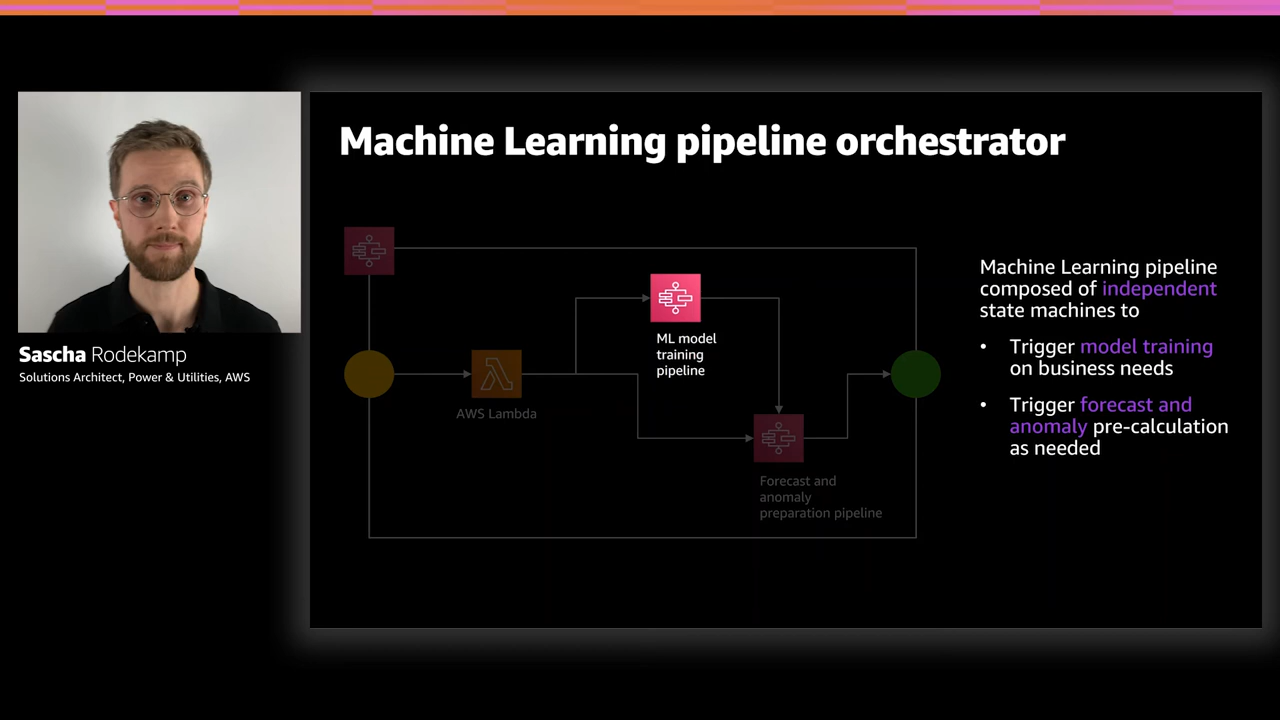 Machine Learning pipeline orchestrator
Sascha Rodekamp
Solutions Architect, Power & Utilities, AWS
AWS Lambda
ML model
training
pipeline
Forecast and
anomaly
preparation pipeline
Machine Learning pipeline
composed of independent
state machines to
• Trigger model training
on business needs
• Trigger forecast and
anomaly pre-calculation
as needed